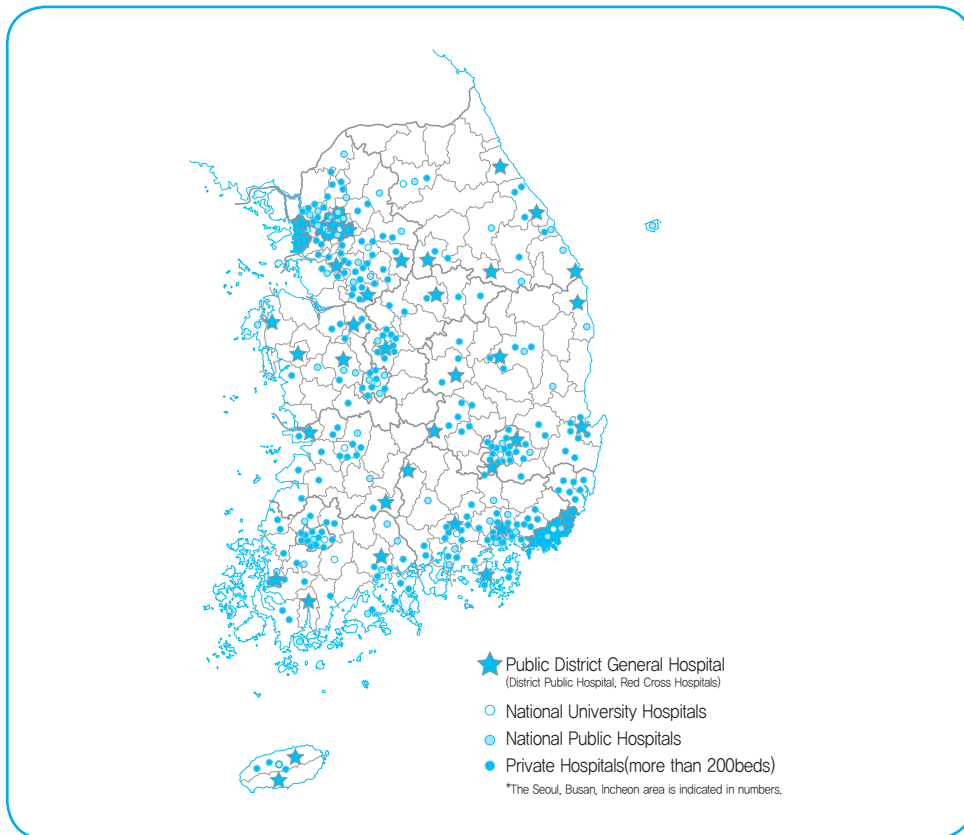 Public District General Hospital
(District Public Hospital, Red Cross Hospitals)
National University Hospitals
National Public Hospitals
Private Hospitals(more than 200beds)
*The Seoul, Busan, Incheon area is indicated in numbers.